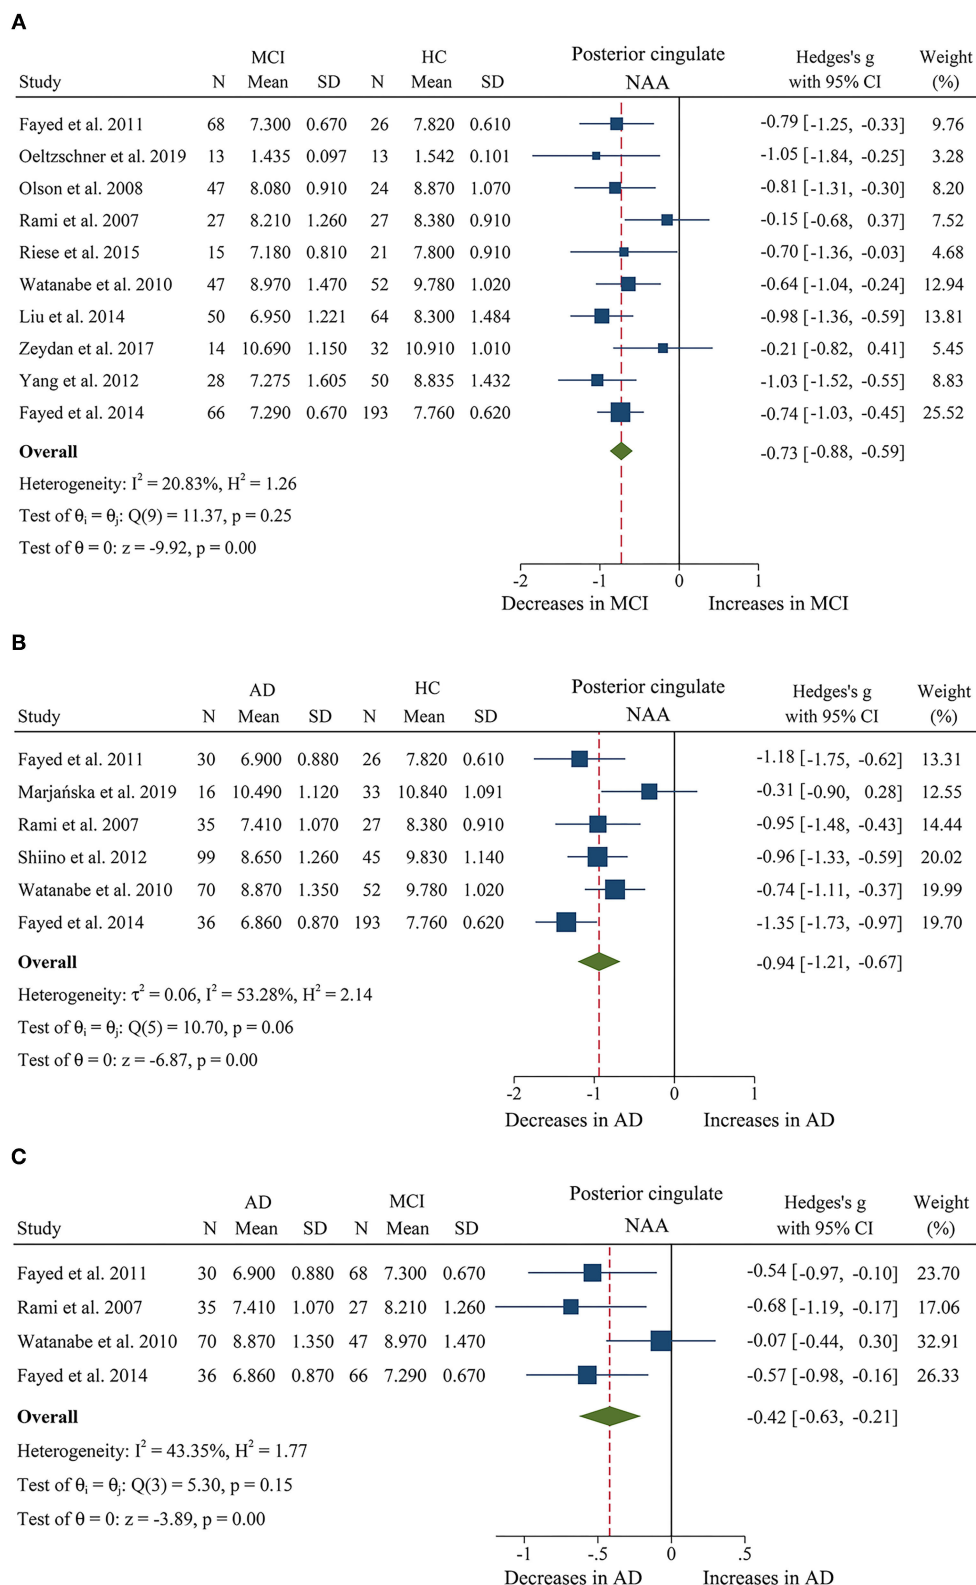 A
MCI HC Posterior cingulate Hedges's g Weight
Study N Mean SD N Mean SD NAA with 95% CI (%)
Fayed et al. 2011 68 7.300 0.670 26 7.820 0.610 -0.79 [-1.25, -0.33] 9.76
Oeltzschner et al. 2019 13 1.435 0.097 13 1.542 0.101 -1.05 [-1.84, -0.25] 3.28
Olson et al. 2008 47 8.080 0.910 24 8.870 1.070 -0.81 [-1.31, -0.30] 8.20
Rami et al. 2007 27 8.210 1.260 27 8.380 0.910 -0.15 [-0.68, 0.37] 7.52
Riese et al. 2015 15 7.180 0.810 21 7.800 0.910 -0.70 [-1.36, -0.03] 4.68
Watanabe et al. 2010 47 8.970 1.470 52 9.780 1.020 -0.64 [-1.04, -0.24] 12.94
Liu et al. 2014 50 6.950 1.221 64 8.300 1.484 -0.98 [-1.36, -0.59] 13.81
Zeydan et al. 2017 14 10.690 1.150 32 10.910 1.010 -0.21 [-0.82, 0.41] 5.45
Yang et al. 2012 28 7.275 1.605 50 8.835 1.432 -1.03 [-1.52, -0.55] 8.83
Fayed et al. 2014 66 7.290 0.670 193 7.760 0.620 -0.74 [-1.03, -0.45] 25.52
Overall -0.73 [-0.88, -0.59]
Heterogeneity: I² = 20.83%, H² = 1.26
Test of θi = θj: Q(9) = 11.37, p = 0.25
Test of θ = 0: z = -9.92, p = 0.00
-2 -1 0 1
Decreases in MCI Increases in MCI
B
AD HC Posterior cingulate Hedges's g Weight
Study N Mean SD N Mean SD NAA with 95% CI (%)
Fayed et al. 2011 30 6.900 0.880 26 7.820 0.610 -1.18 [-1.75, -0.62] 13.31
Marjańska et al. 2019 16 10.490 1.120 33 10.840 1.091 -0.31 [-0.90, 0.28] 12.55
Rami et al. 2007 35 7.410 1.070 27 8.380 0.910 -0.95 [-1.48, -0.43] 14.44
Shiino et al. 2012 99 8.650 1.260 45 9.830 1.140 -0.96 [-1.33, -0.59] 20.02
Watanabe et al. 2010 70 8.870 1.350 52 9.780 1.020 -0.74 [-1.11, -0.37] 19.99
Fayed et al. 2014 36 6.860 0.870 193 7.760 0.620 -1.35 [-1.73, -0.97] 19.70
Overall -0.94 [-1.21, -0.67]
Heterogeneity: τ² = 0.06, I² = 53.28%, H² = 2.14
Test of θi = θj: Q(5) = 10.70, p = 0.06
Test of θ = 0: z = -6.87, p = 0.00
-2 -1 0 1
Decreases in AD Increases in AD
C
AD MCI Posterior cingulate Hedges's g Weight
Study N Mean SD N Mean SD NAA with 95% CI (%)
Fayed et al. 2011 30 6.900 0.880 68 7.300 0.670 -0.54 [-0.97, -0.10] 23.70
Rami et al. 2007 35 7.410 1.070 27 8.210 1.260 -0.68 [-1.19, -0.17] 17.06
Watanabe et al. 2010 70 8.870 1.350 47 8.970 1.470 -0.07 [-0.44, 0.30] 32.91
Fayed et al. 2014 36 6.860 0.870 66 7.290 0.670 -0.57 [-0.98, -0.16] 26.33
Overall -0.42 [-0.63, -0.21]
Heterogeneity: I² = 43.35%, H² = 1.77
Test of θi = θj: Q(3) = 5.30, p = 0.15
Test of θ = 0: z = -3.89, p = 0.00
-1 -.5 0 .5
Decreases in AD Increases in AD